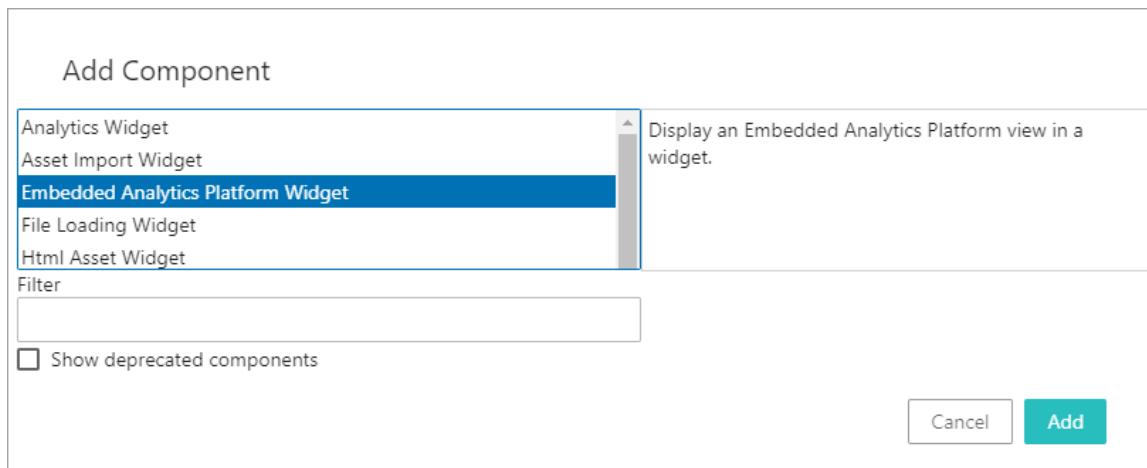 Add Component
Analytics Widget
Asset Import Widget
Embedded Analytics Platform Widget
File Loading Widget
Html Asset Widget
Display an Embedded Analytics Platform view in a
widget.
Filter
Show deprecated components
Cancel
Add